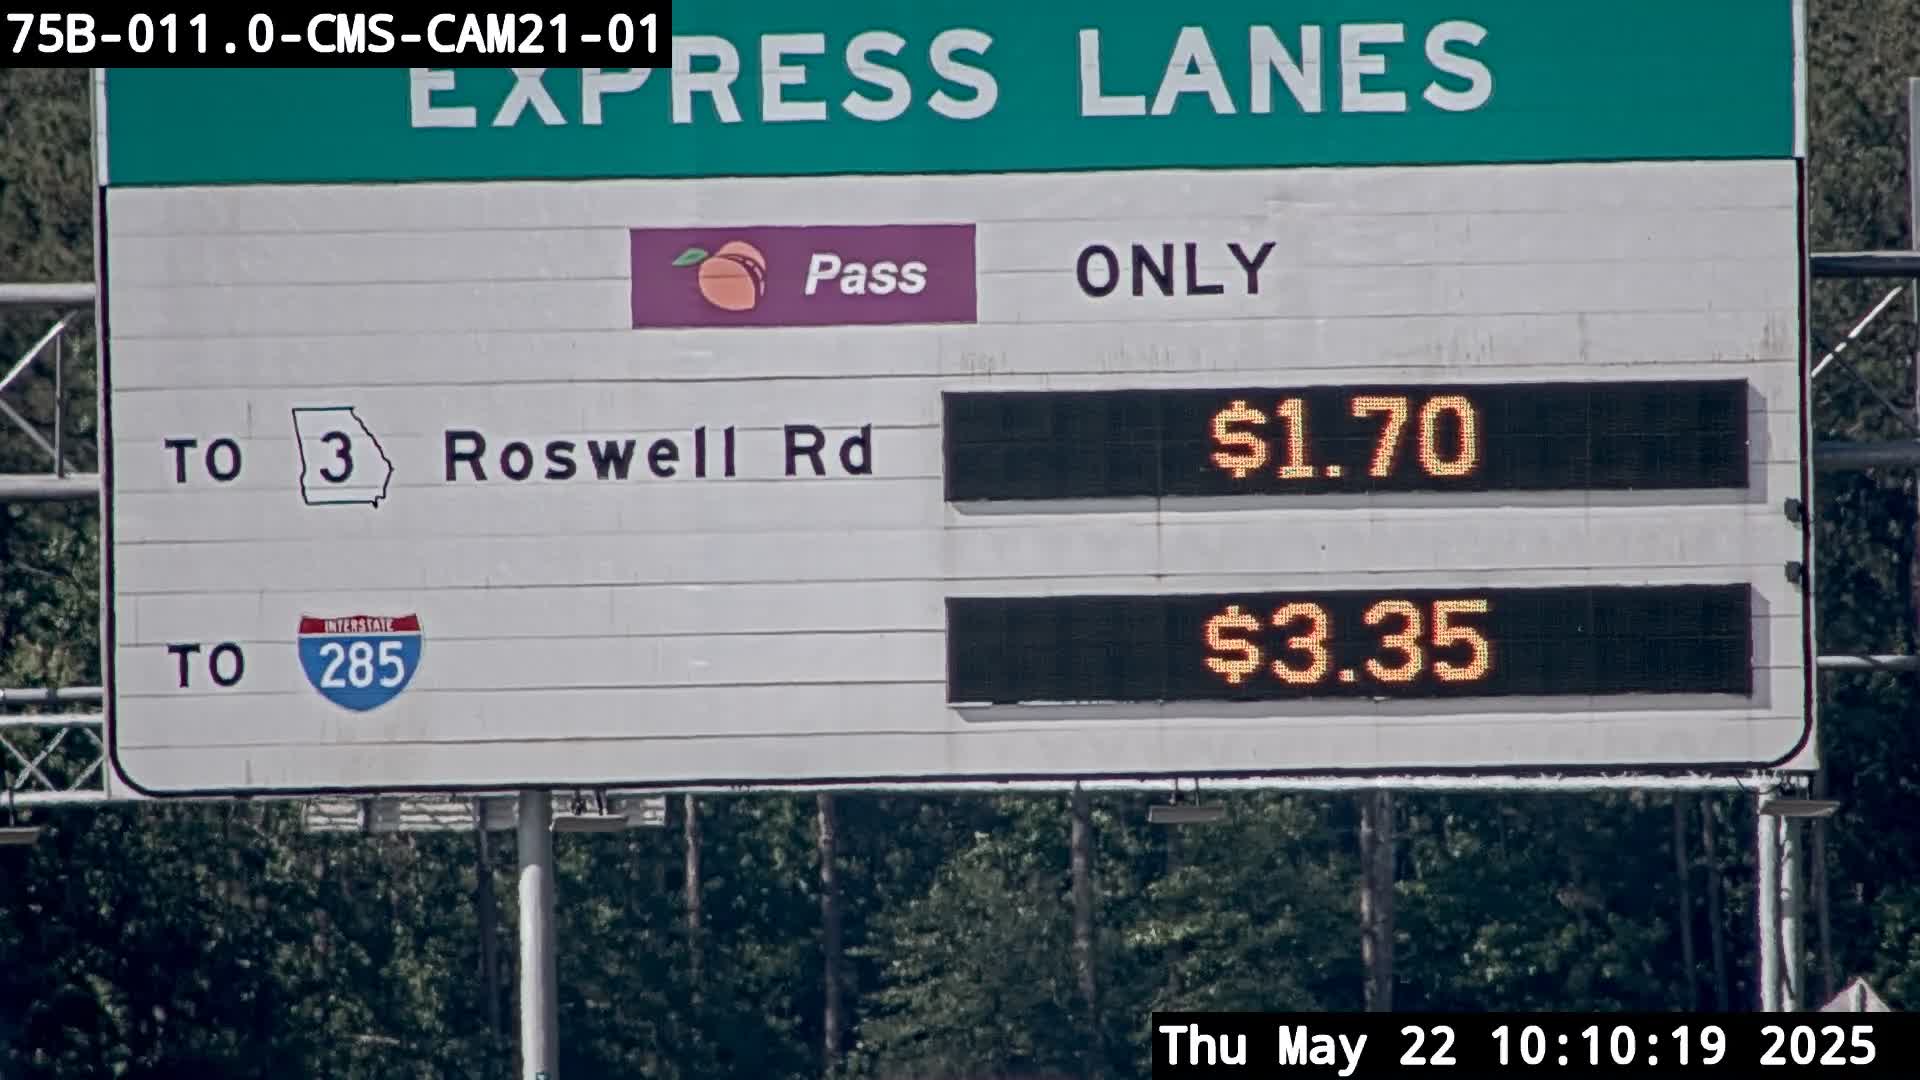 75B-011.0-CMS-CAM21-01
EXPRESS LANES
Pass ONLY
TO 3 Roswell Rd $1.70
INTERSTATE
TO 285 $3.35
Thu May 22 10:10:19 2025